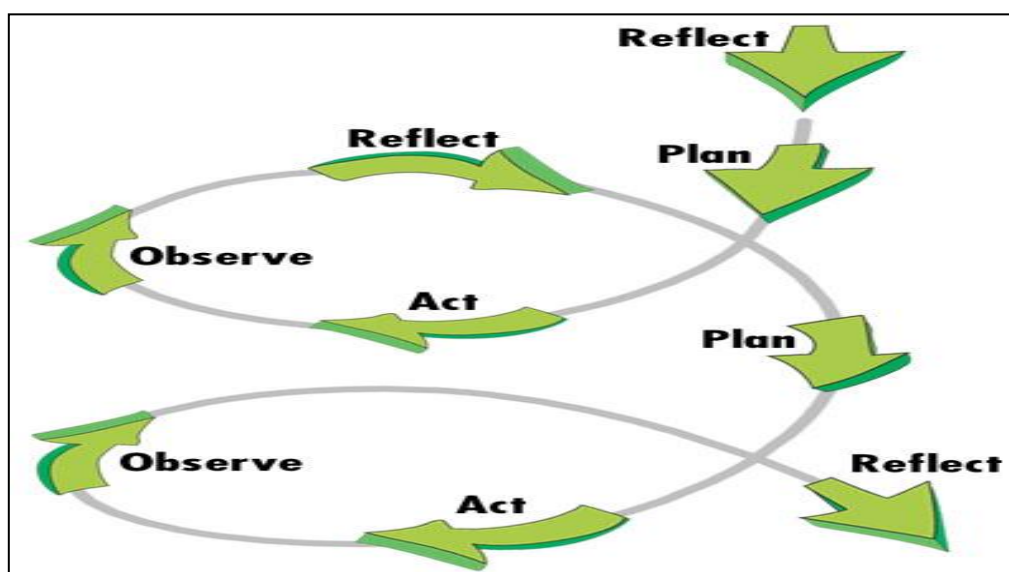 Reflect
Plan
Act
Observe
Reflect
Plan
Act
Observe
Reflect